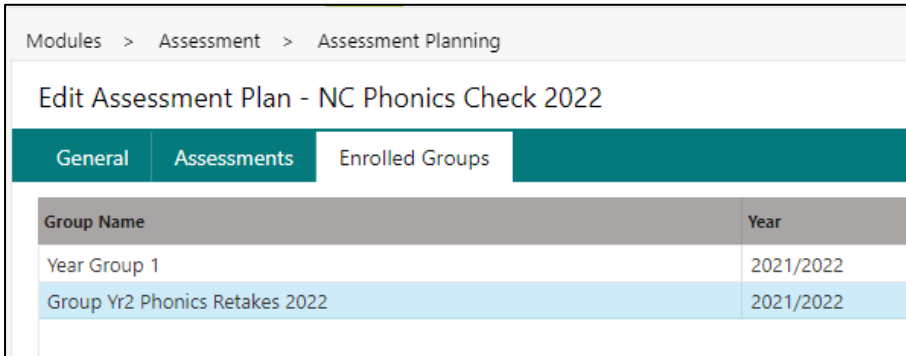 Modules > Assessment > Assessment Planning
Edit Assessment Plan - NC Phonics Check 2022
General Assessments Enrolled Groups
Group Name Year
Year Group 1 2021/2022
Group Yr2 Phonics Retakes 2022 2021/2022